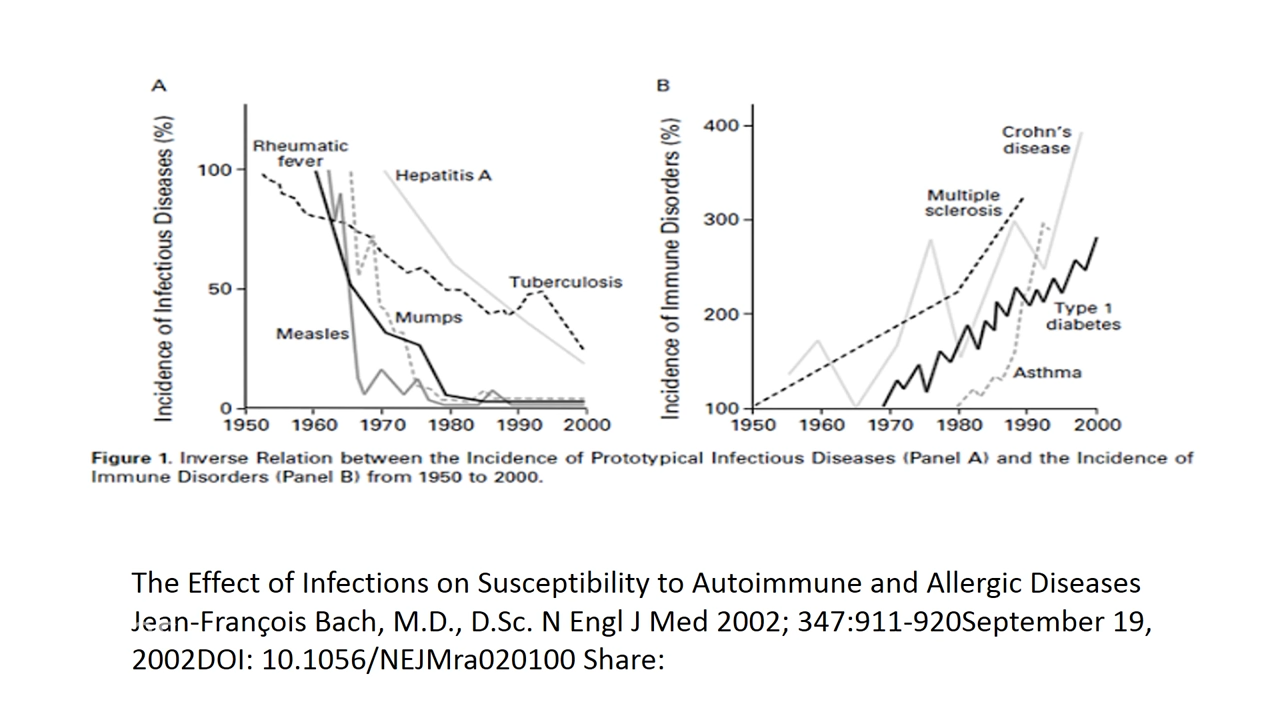 A
B
Incidence of Infectious Diseases (%)
100
50
0
Rheumatic
fever
Hepatitis A
Tuberculosis
Mumps
Measles
1950 1960 1970 1980 1990 2000
Incidence of Immune Disorders (%)
400
300
200
100
Crohn's
disease
Multiple
sclerosis
Type 1
diabetes
Asthma
1950 1960 1970 1980 1990 2000
Figure 1. Inverse Relation between the Incidence of Prototypical Infectious Diseases (Panel A) and the Incidence of
Immune Disorders (Panel B) from 1950 to 2000.
The Effect of Infections on Susceptibility to Autoimmune and Allergic Diseases
Jean-François Bach, M.D., D.Sc. N Engl J Med 2002; 347:911-920September 19,
2002DOI: 10.1056/NEJMra020100 Share: